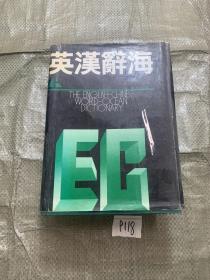 英漢辭海
THE ENGLISH-CHINESE
WORD-OCEAN
DICTIONARY
EC
P118